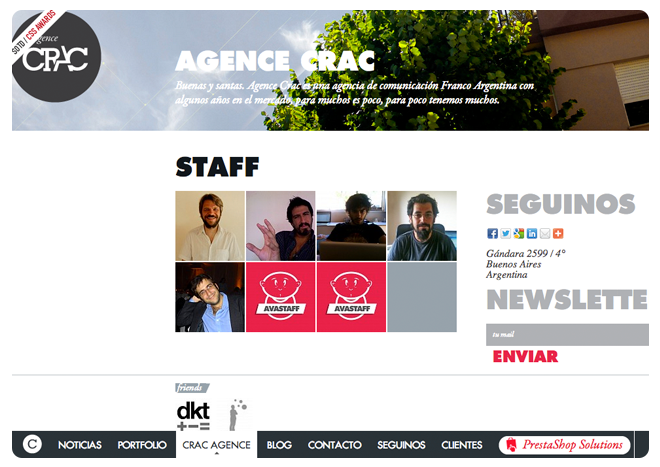 SOTD / CSS AWARDS
agence
CRAC
AGENCE CRAC
Buenas y santas. Agence Crac es una agencia de comunicación Franco Argentina con
algunos años en el mercado, para muchos es poco, para poco tenemos muchos.
STAFF
AVASTAFF
AVASTAFF
SEGUINOS
Gándara 2599 / 4°
Buenos Aires
Argentina
NEWSLETTE
tu mail
ENVIAR
friends
dkt
+-=
C
NOTICIAS
PORTFOLIO
CRAC AGENCE
BLOG
CONTACTO
SEGUINOS
CLIENTES
PrestaShop Solutions